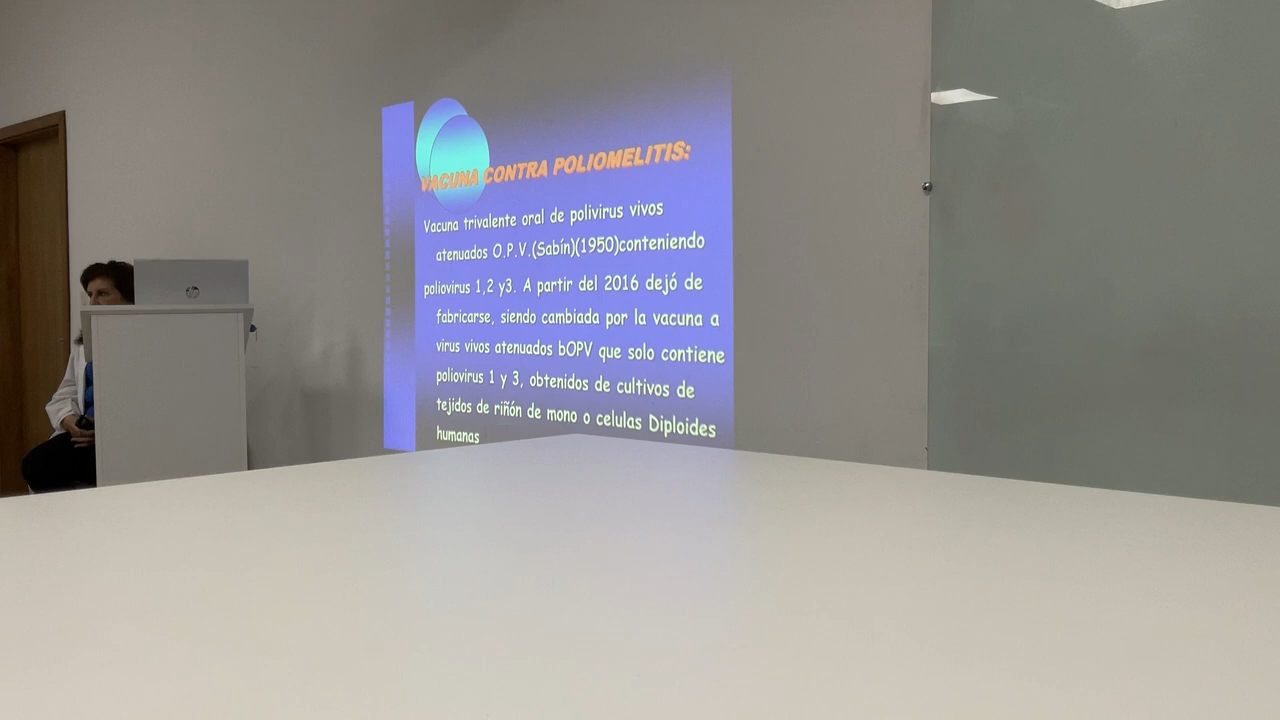 VACUNA CONTRA POLIOMELITIS:
Vacuna trivalente oral de polivirus vivos
atenuados O.P.V.(Sabín)(1950)conteniendo
poliovirus 1,2 y3. A partir del 2016 dejó de
fabricarse, siendo cambiada por la vacuna a
virus vivos atenuados bOPV que solo contiene
poliovirus 1 y 3, obtenidos de cultivos de
tejidos de riñón de mono o celulas Diploides
humanas
hp